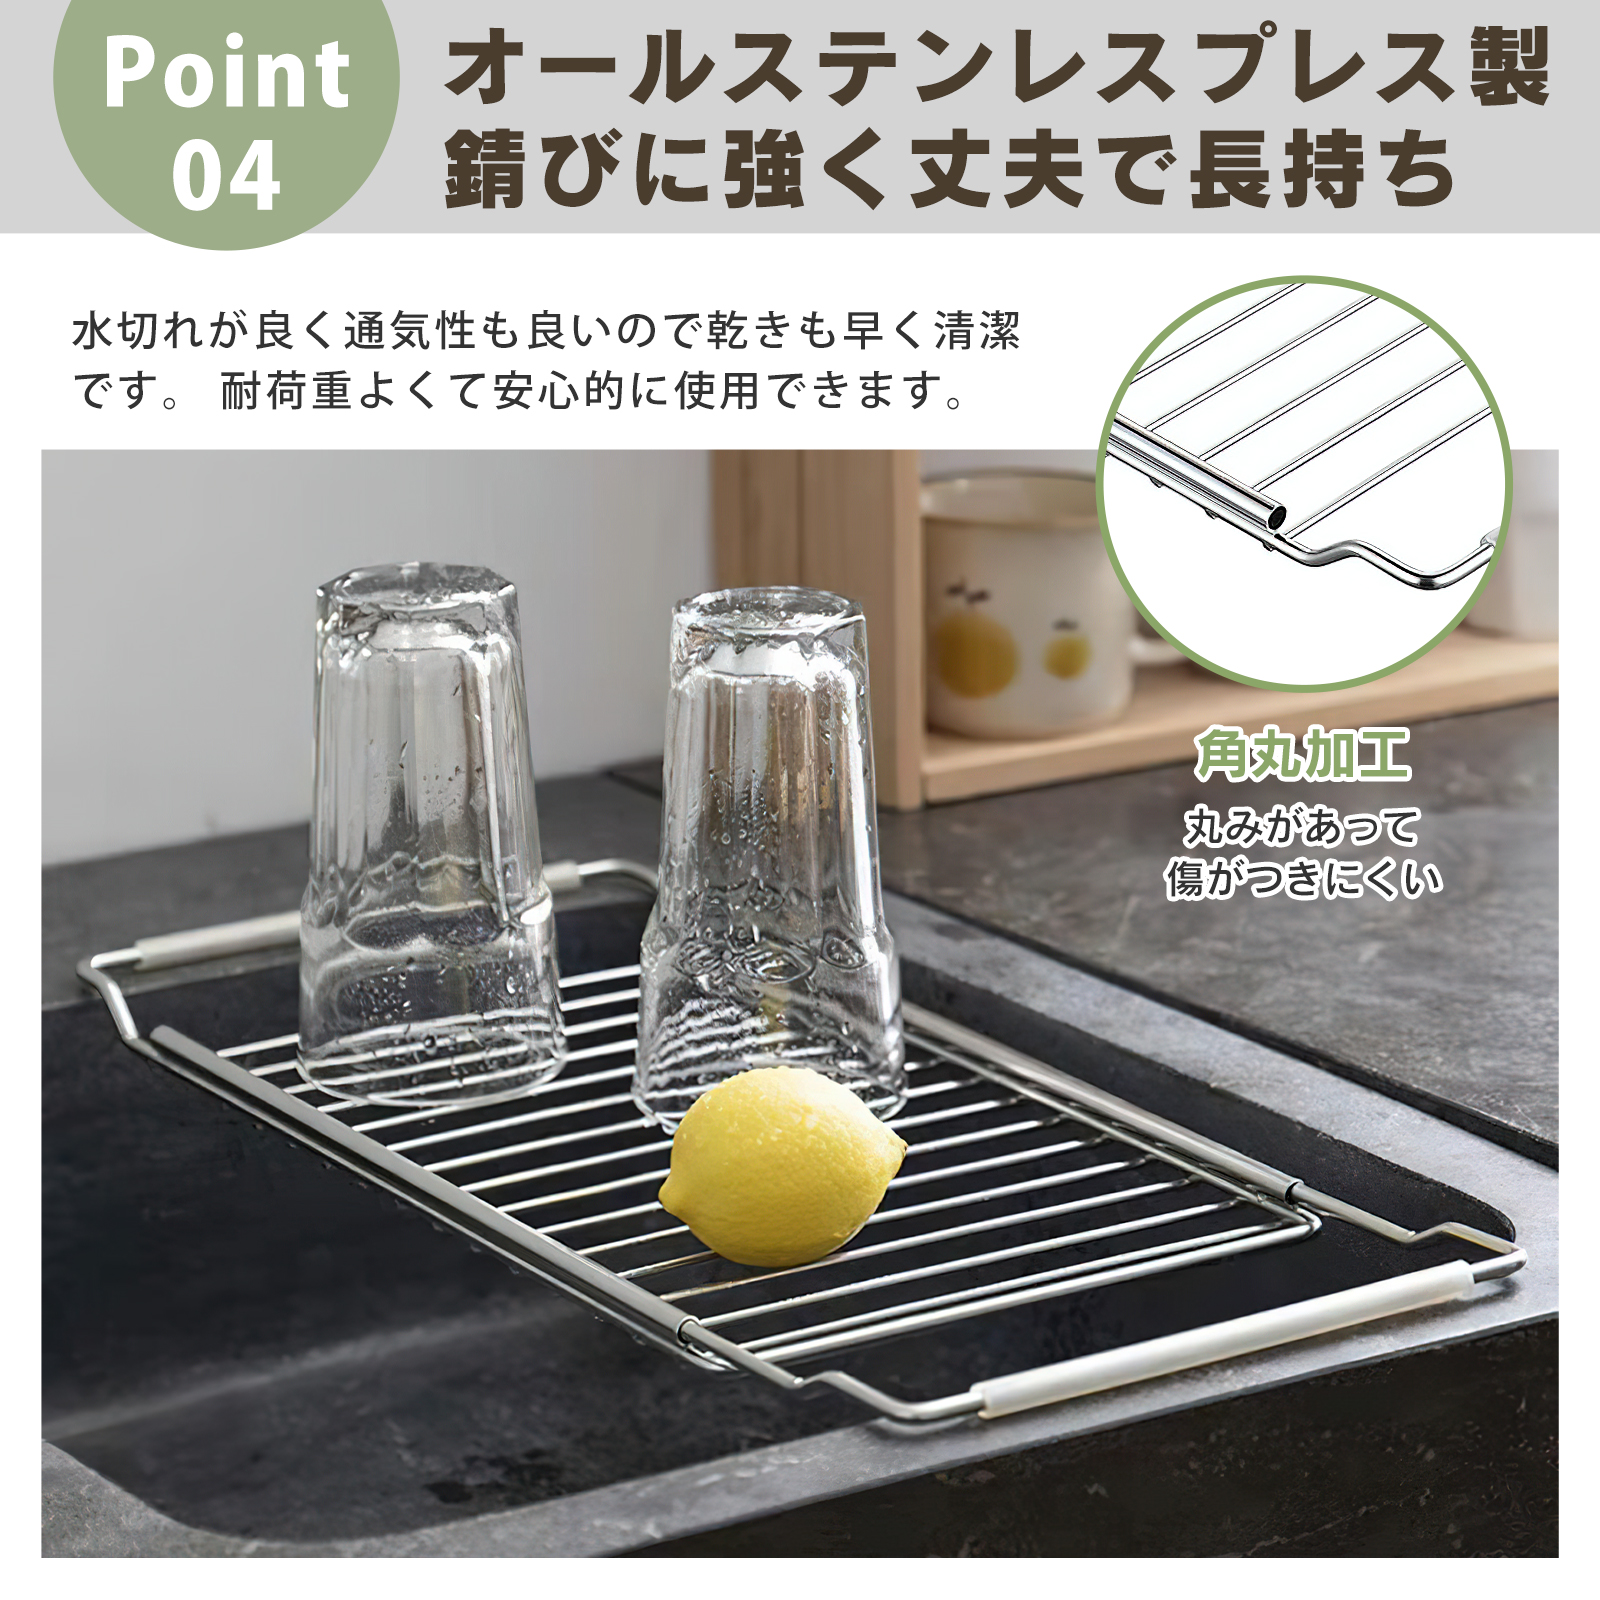 Point
04
オールステンレスプレス製
錆びに強く丈夫で長持ち
水切れが良く通気性も良いので乾きも早く清潔
です。 耐荷重よくて安心的に使用できます。
角丸加工
丸みがあって
傷がつきにくい